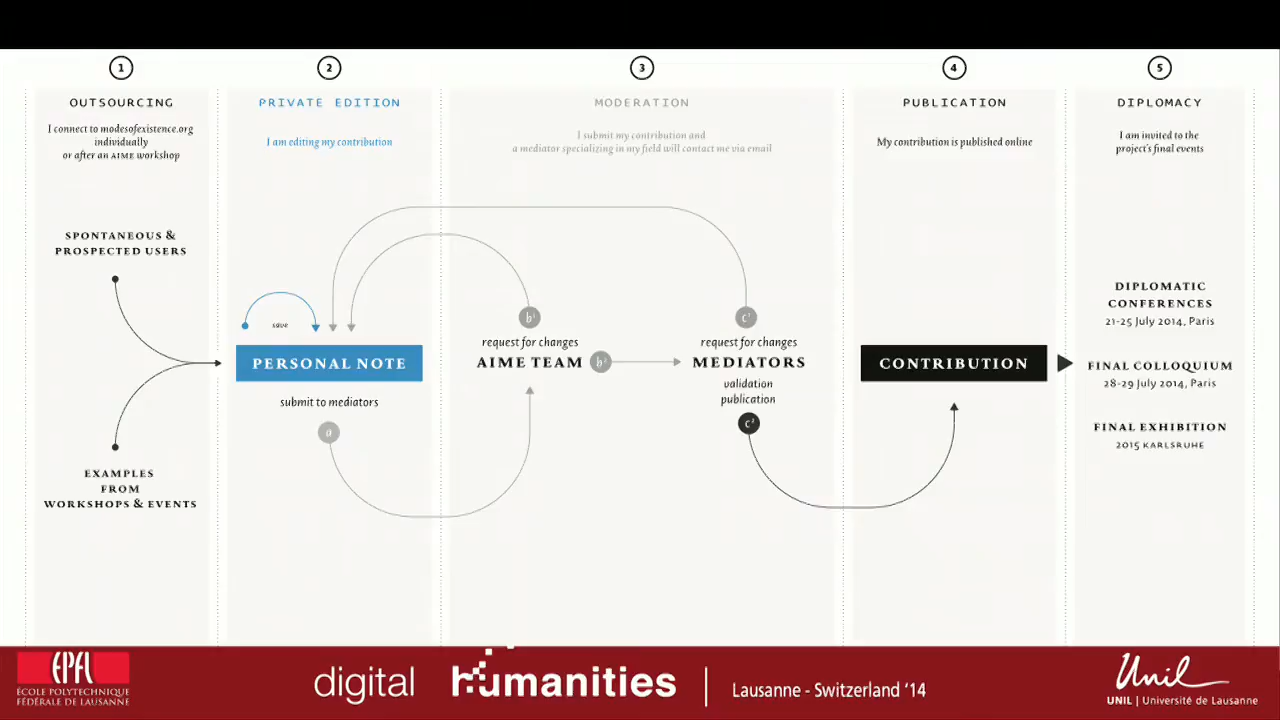 1
OUTSOURCING
I connect to modesofexistence.org
individually
or after an AIME workshop
SPONTANEOUS &
PROSPECTED USERS
EXAMPLES
FROM
WORKSHOPS & EVENTS
2
PRIVATE EDITION
I am editing my contribution
save
PERSONAL NOTE
submit to mediators
a
3
MODERATION
I submit my contribution and
a mediator specializing in my field will contact me via email
b¹
request for changes
AIME TEAM
b²
c¹
request for changes
MEDIATORS
validation
publication
c²
4
PUBLICATION
My contribution is published online
CONTRIBUTION
5
DIPLOMACY
I am invited to the
project's final events
DIPLOMATIC
CONFERENCES
21-25 July 2014, Paris
FINAL COLLOQUIUM
28-29 July 2014, Paris
FINAL EXHIBITION
2015 KARLSRUHE
EPFL
ÉCOLE POLYTECHNIQUE
FÉDÉRALE DE LAUSANNE
digital humanities
Lausanne - Switzerland '14
Unil
UNIL | Université de Lausanne